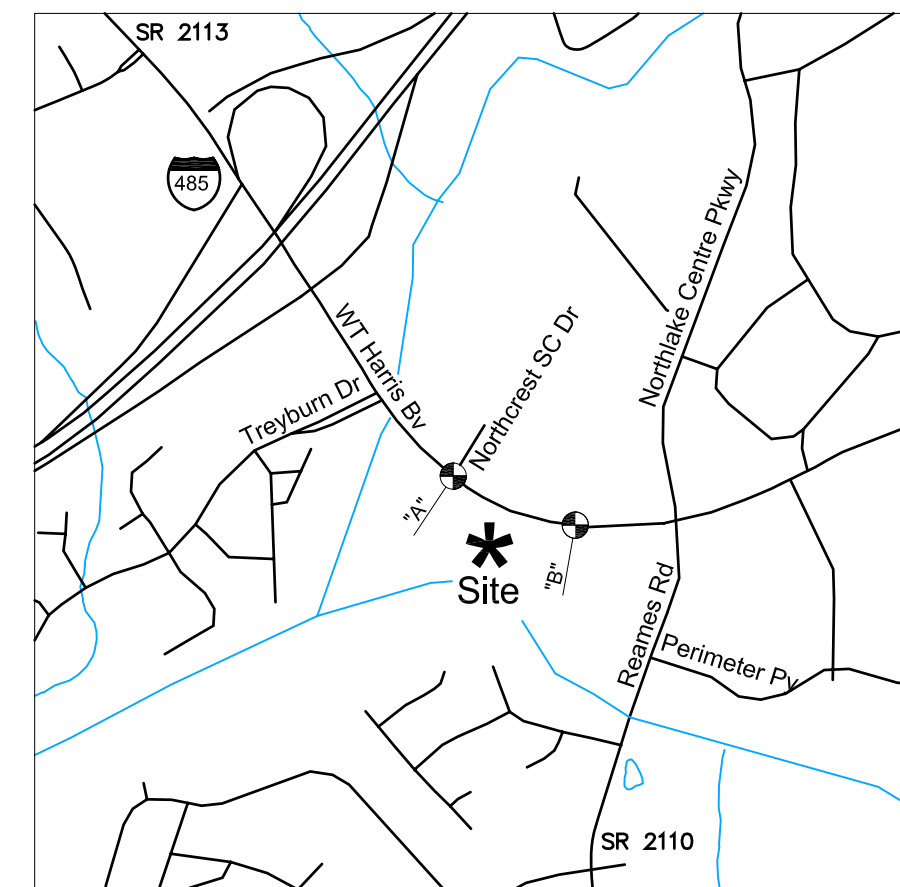 SR 2113
485
Northlake Centre Pkwy
WT Harris Bv
Northcrest SC Dr
Treyburn Dr
"A"
"B"
Site
Reames Rd
Perimeter Py
SR 2110